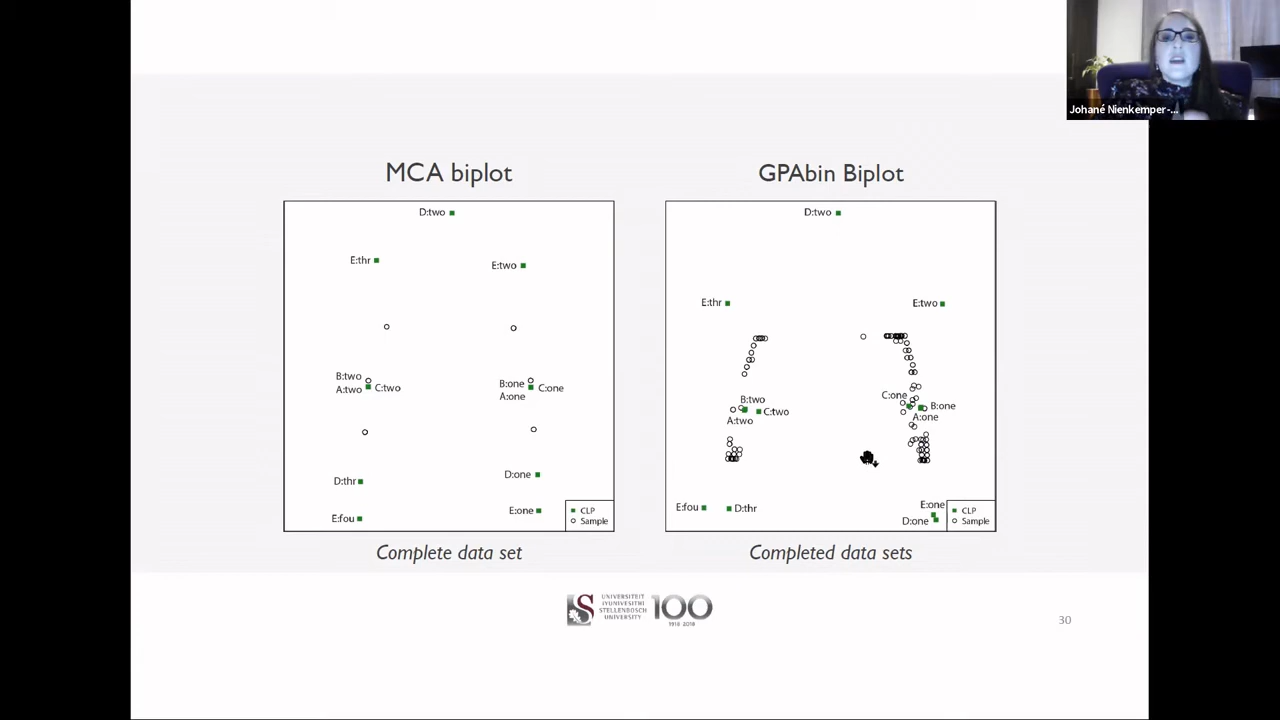 Johané Nienkemper-...
MCA biplot
D:two
E:thr
E:two
B:two
A:two
C:two
B:one
A:one
C:one
D:thr
D:one
E:fou
E:one
CLP
Sample
Complete data set
GPAbin Biplot
D:two
E:thr
E:two
B:two
C:two
A:two
C:one
B:one
A:one
E:fou
D:thr
E:one
D:one
CLP
Sample
Completed data sets
UNIVERSITEIT
IYUNIVESITHI
STELLENBOSCH
UNIVERSITY
100
1918·2018
30